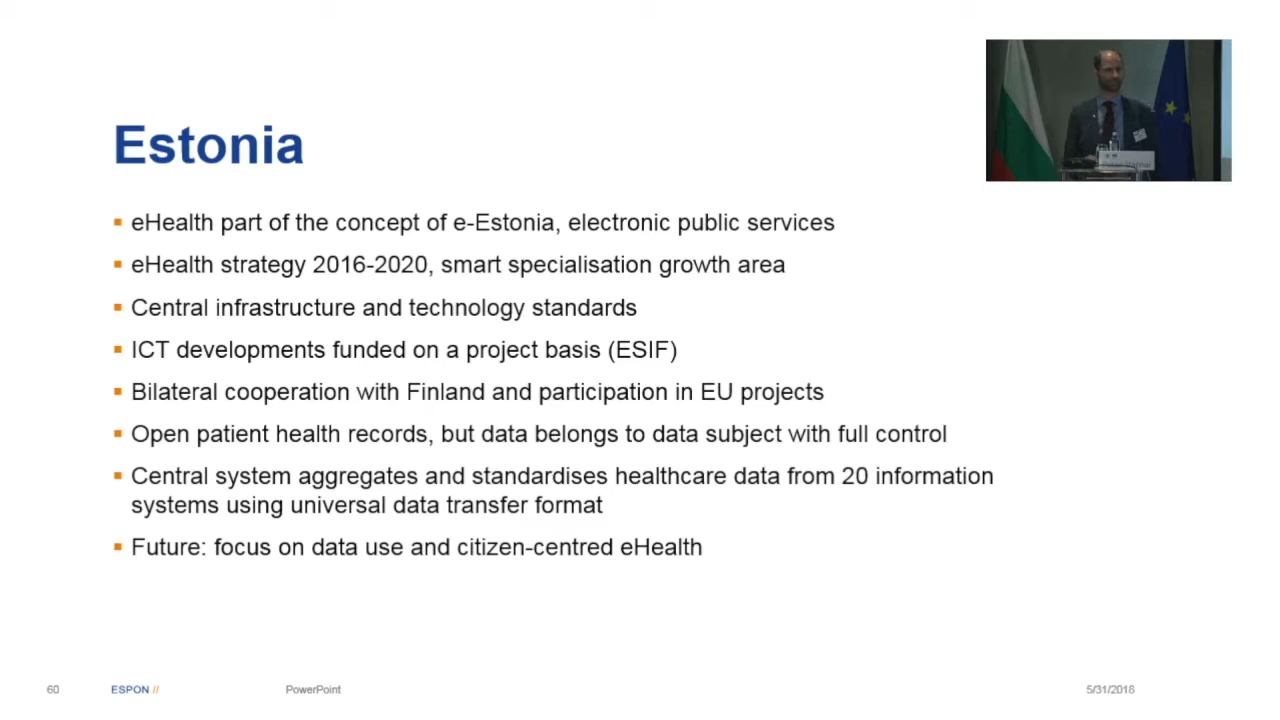 Estonia
eHealth part of the concept of e-Estonia, electronic public services
eHealth strategy 2016-2020, smart specialisation growth area
Central infrastructure and technology standards
ICT developments funded on a project basis (ESIF)
Bilateral cooperation with Finland and participation in EU projects
Open patient health records, but data belongs to data subject with full control
Central system aggregates and standardises healthcare data from 20 information
systems using universal data transfer format
Future: focus on data use and citizen-centred eHealth
60
ESPON //
PowerPoint
5/31/2018